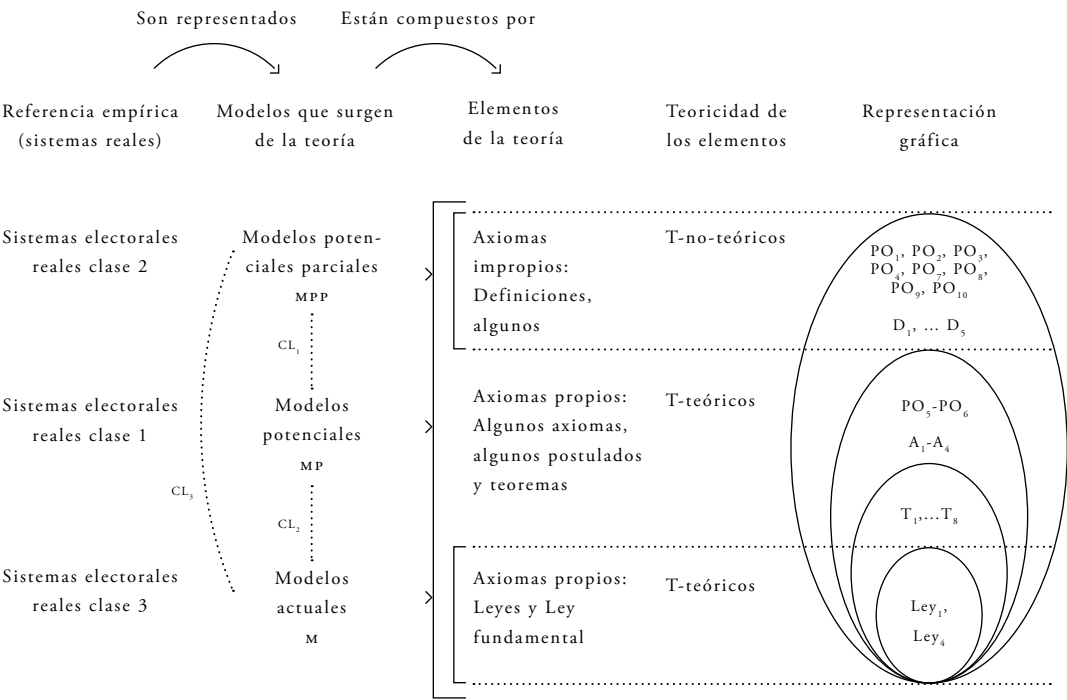 Son representados
Están compuestos por
Referencia empírica
(sistemas reales)
Modelos que surgen
de la teoría
Elementos
de la teoría
Teoricidad de
los elementos
Representación
gráfica
Sistemas electorales
reales clase 2
Modelos poten-
ciales parciales
MPP
Axiomas
impropios:
Definiciones,
algunos
T-no-teóricos
PO₁, PO₂, PO₃,
PO₄, PO₇, PO₈,
PO₉, PO₁₀
D₁, ... D₅
CL₁
Sistemas electorales
reales clase 1
Modelos
potenciales
MP
Axiomas propios:
Algunos axiomas,
algunos postulados
y teoremas
T-teóricos
PO₅-PO₆
A₁-A₄
T₁,...T₈
CL₃
CL₂
Sistemas electorales
reales clase 3
Modelos
actuales
M
Axiomas propios:
Leyes y Ley
fundamental
T-teóricos
Ley₁,
Ley₄